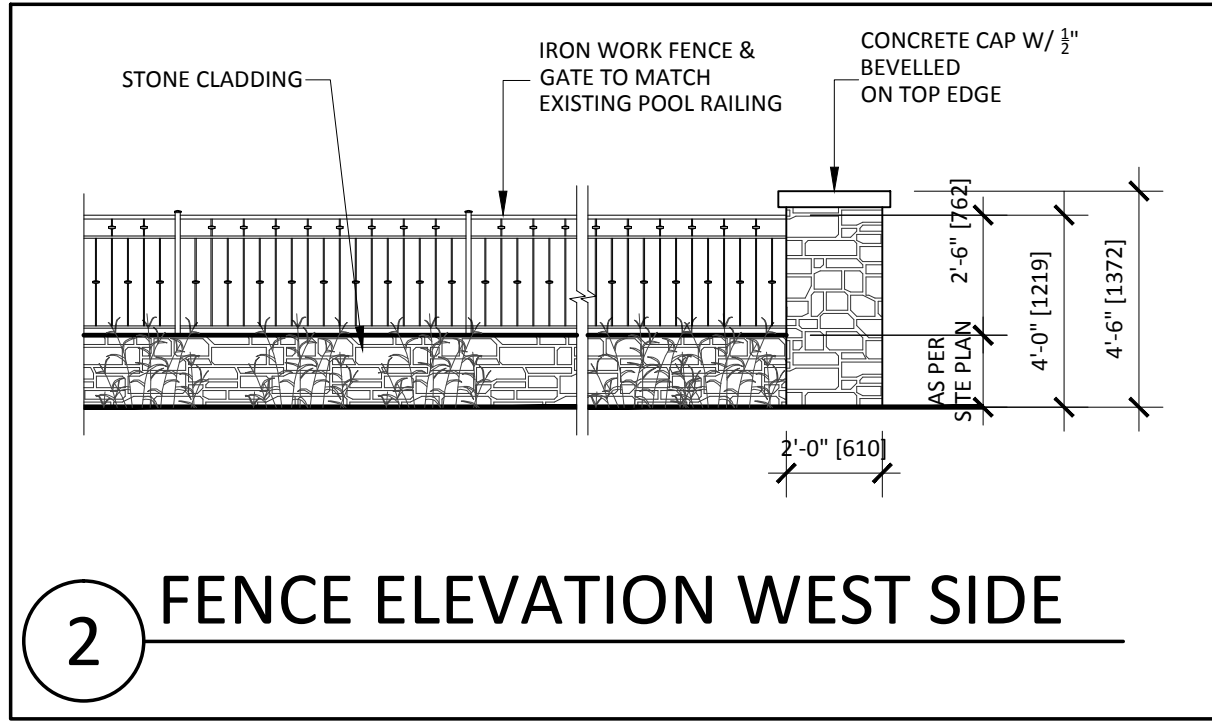 STONE CLADDING
IRON WORK FENCE &
GATE TO MATCH
EXISTING POOL RAILING
CONCRETE CAP W/ ½"
BEVELLED
ON TOP EDGE
2'-6" [762]
AS PER
SITE PLAN
4'-0" [1219]
4'-6" [1372]
2'-0" [610]
2
FENCE ELEVATION WEST SIDE